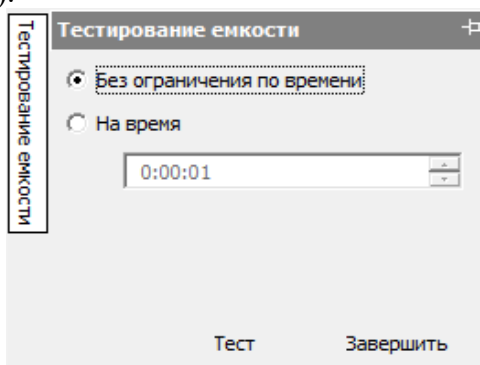 ).
Тестирование емкости
Тестирование емкости
Без ограничения по времени
На время
0:00:01
Тест
Завершить